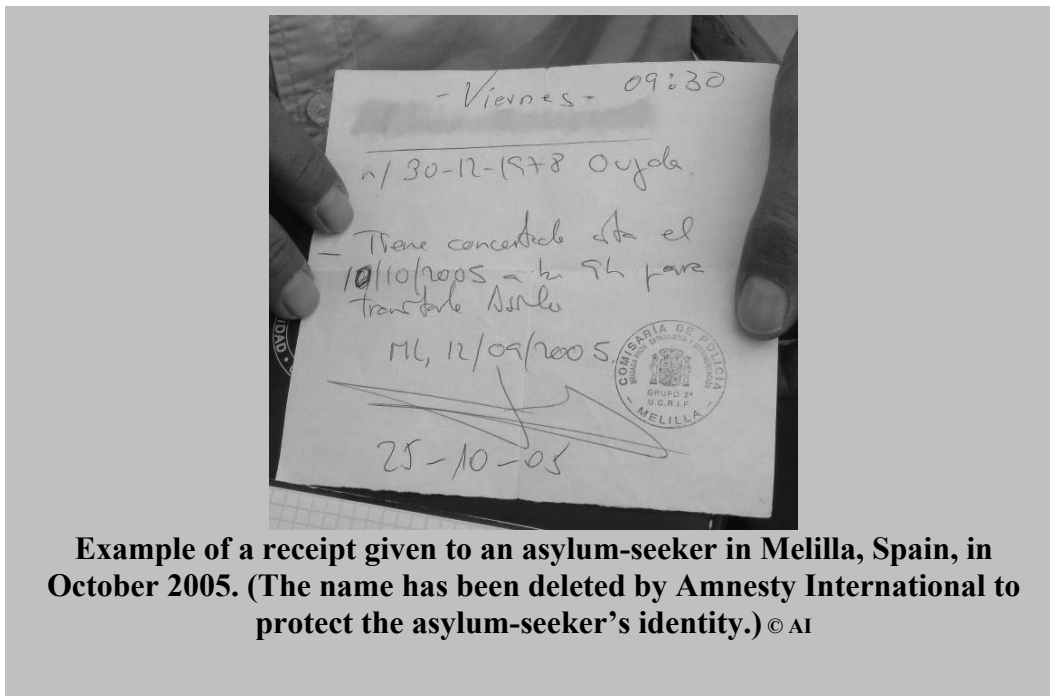 - Viernes - 09:30
n/ 30-12-1978 Oujda.
- Tiene concertada cita el
10/10/2005 a las 9h para
tramitarle Asilo
ML, 12/09/2005.
COMISARÍA DE POLICÍA
GRUPO 2º
U.C.R.I.F.
- MELILLA -
25-10-05
IDAD
Example of a receipt given to an asylum-seeker in Melilla, Spain, in
October 2005. (The name has been deleted by Amnesty International to
protect the asylum-seeker's identity.) © AI